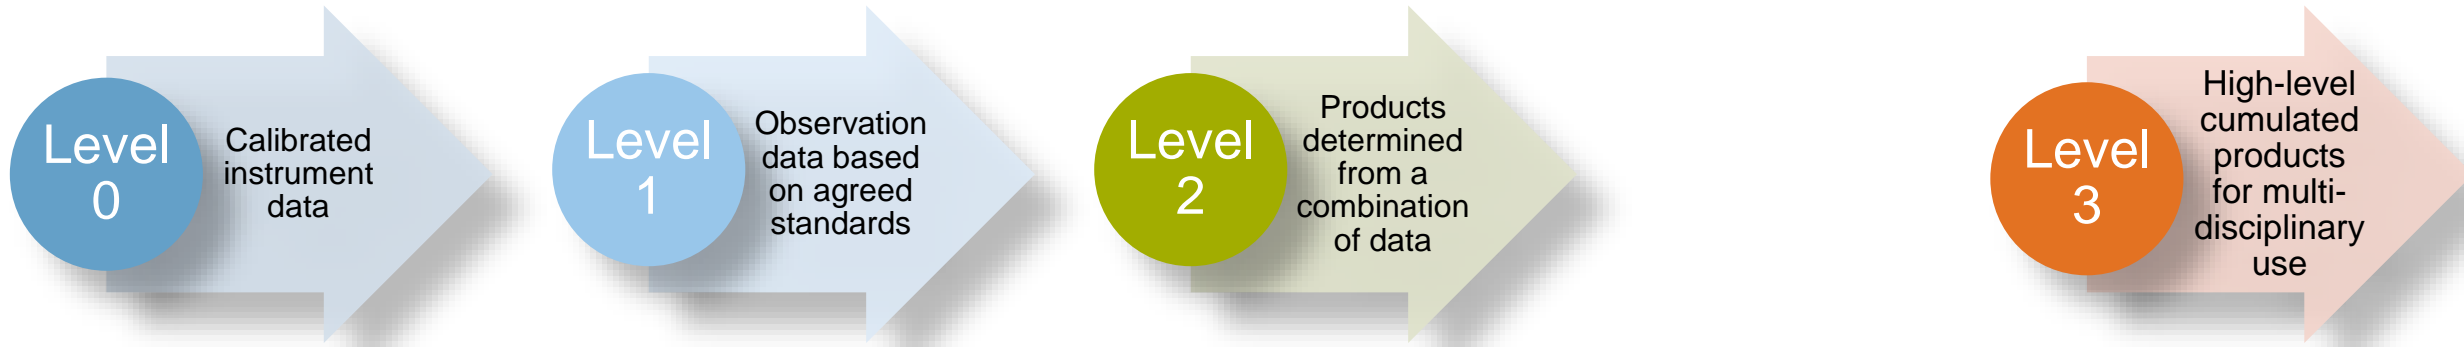 Level
0
Calibrated
instrument
data
Level
1
Observation
data based
on agreed
standards
Level
2
Products
determined
from a
combination
of data
Level
3
High-level
cumulated
products
for multi-
disciplinary
use